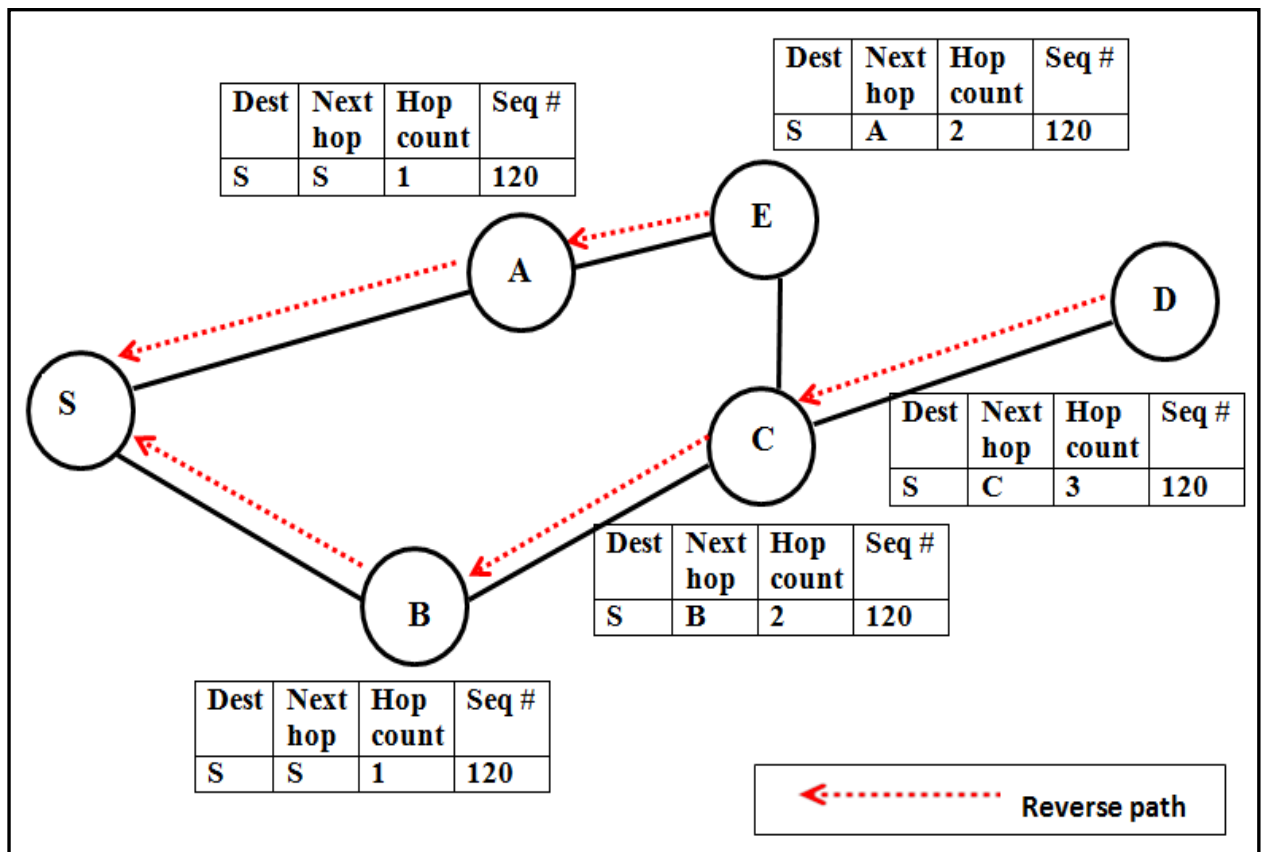 Dest Next hop Hop count Seq #
S A 2 120
Dest Next hop Hop count Seq #
S S 1 120
E
A
D
S
C
Dest Next hop Hop count Seq #
S C 3 120
Dest Next hop Hop count Seq #
S B 2 120
B
Dest Next hop Hop count Seq #
S S 1 120
Reverse path